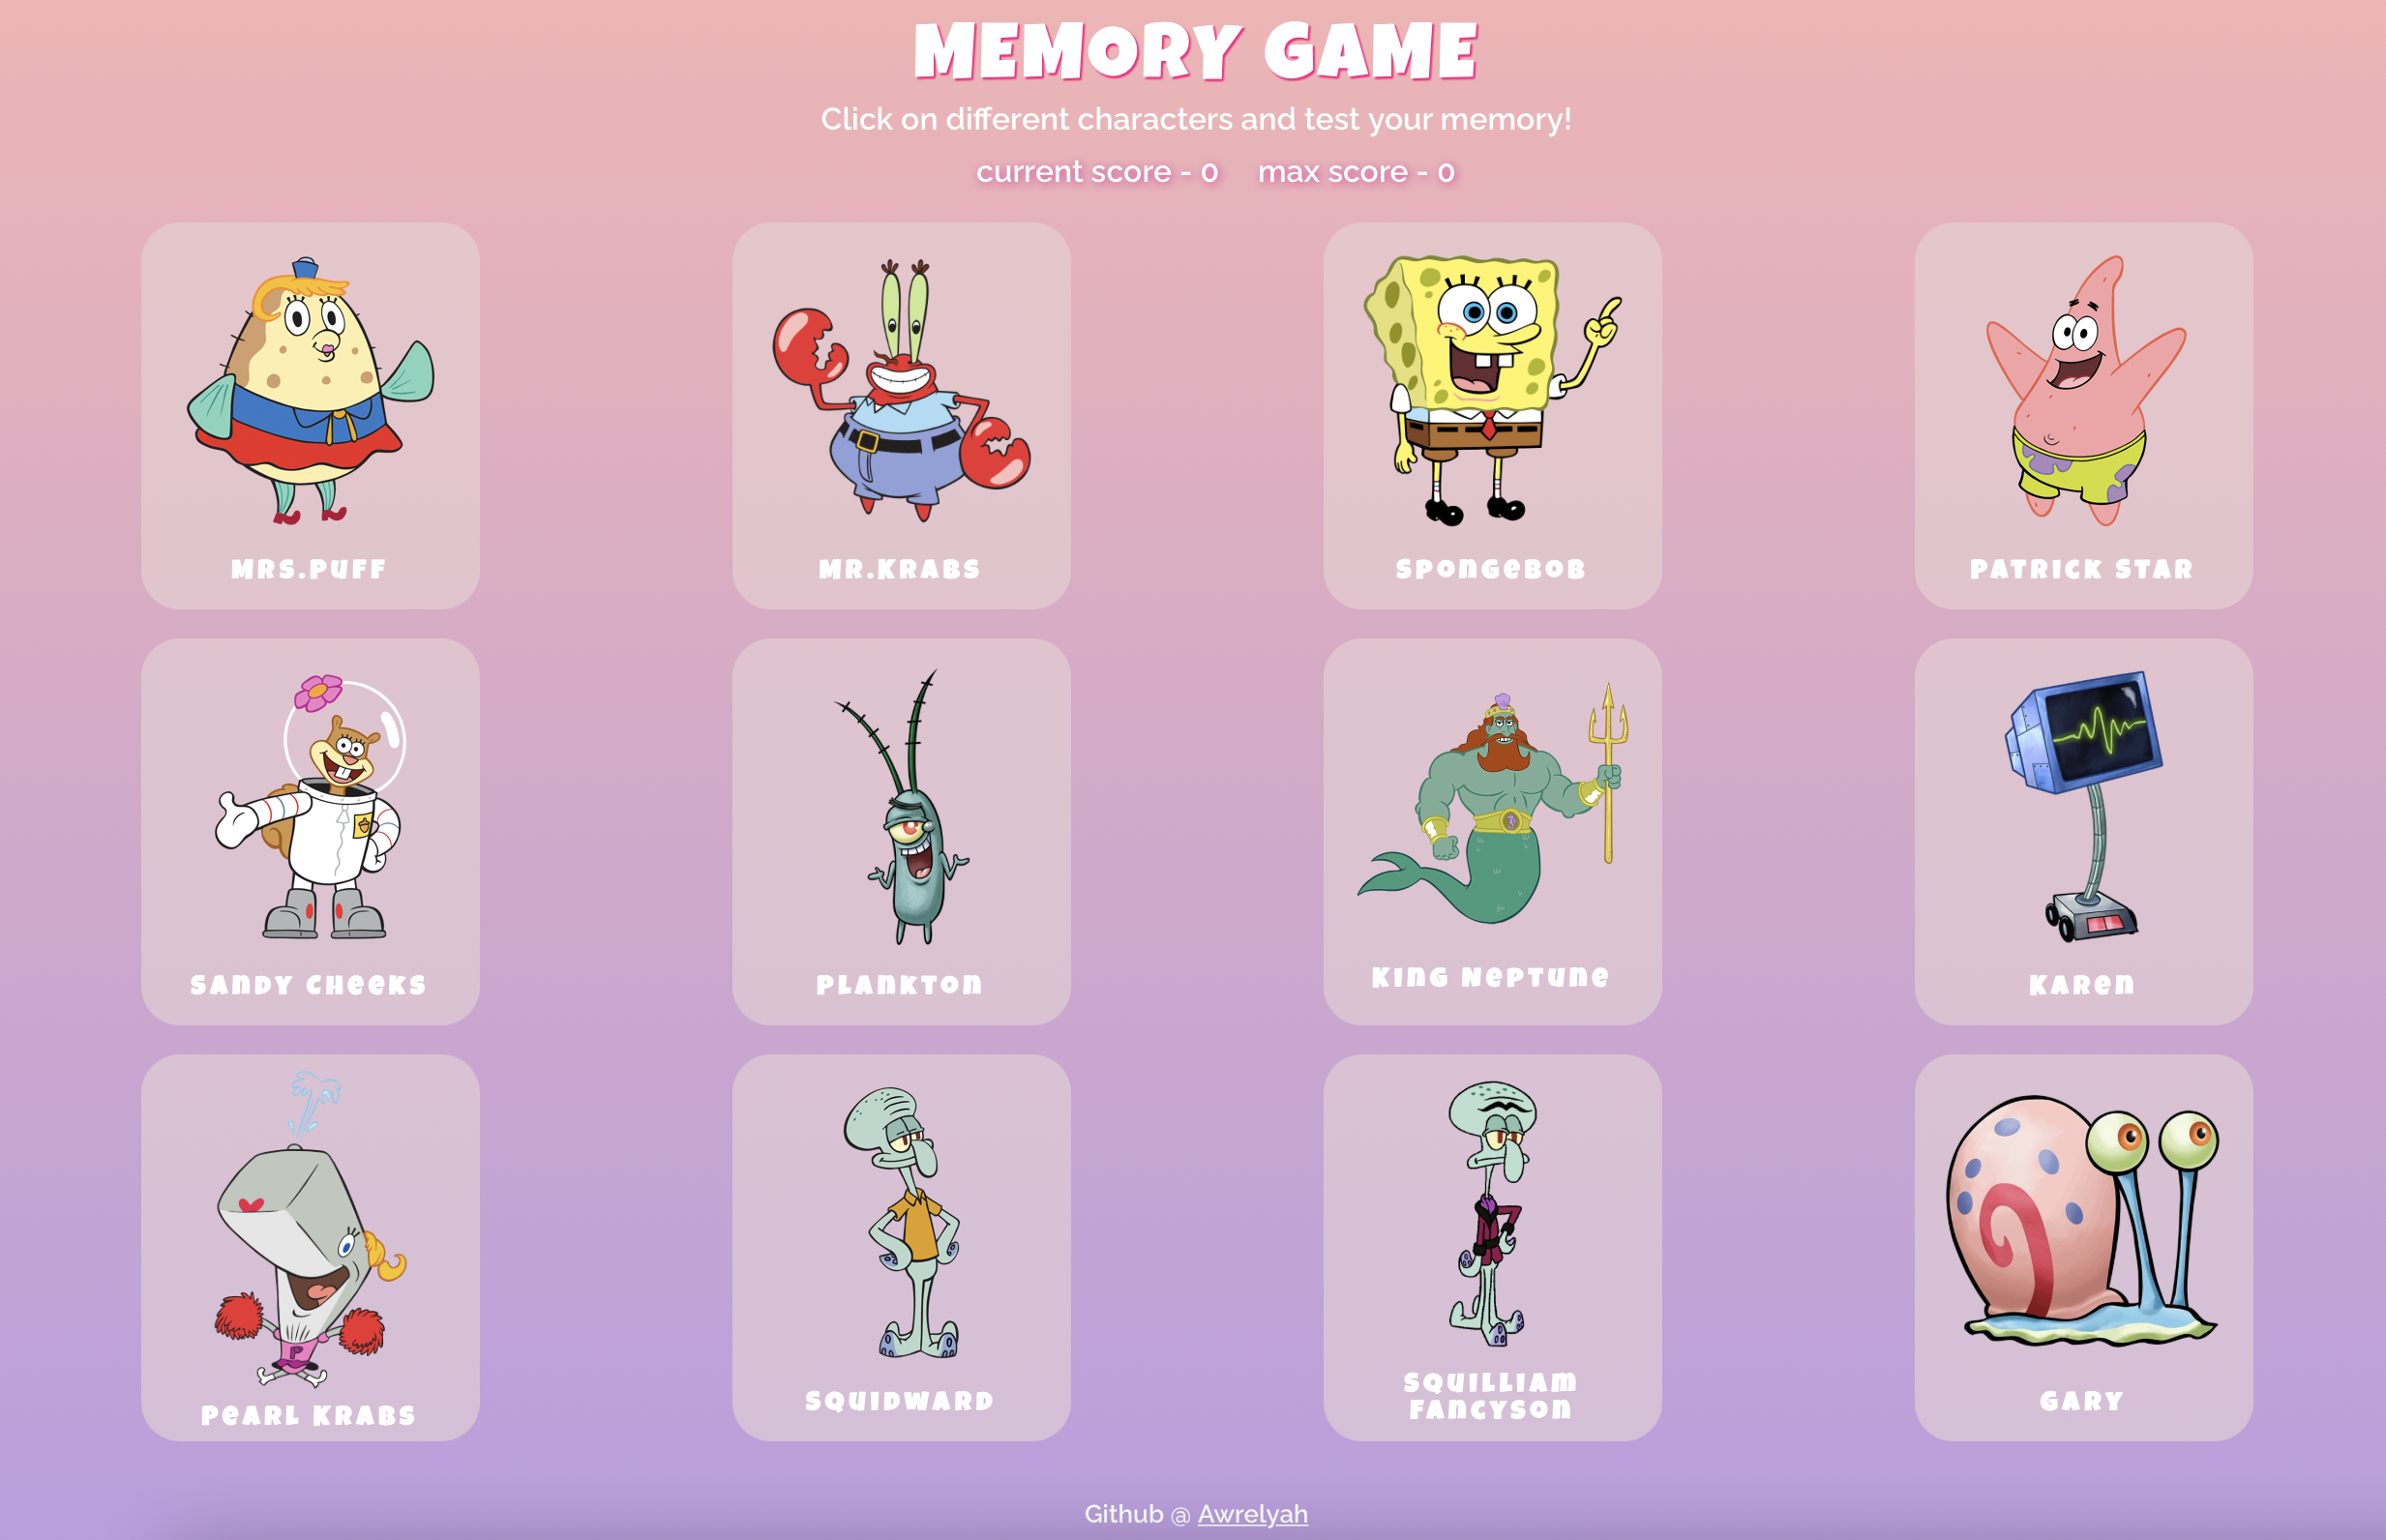 MEMORY GAME
Click on different characters and test your memory!
current score - 0 max score - 0
MRS.PUFF
MR.KRABS
SPONGEBOB
PATRICK STAR
SANDY CHEEKS
PLANKTON
KING NEPTUNE
KAREN
P
PEARL KRABS
SQUIDWARD
SQUILLIAM
FANCYSON
GARY
Github @ Awrelyah